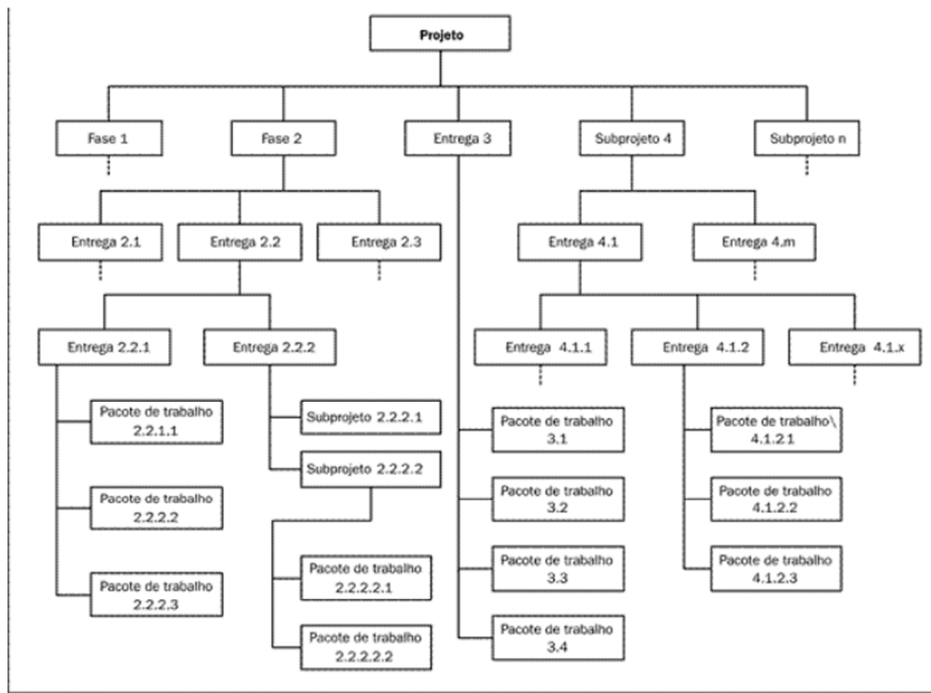 Projeto
Fase 1
Fase 2
Entrega 3
Subprojeto 4
Subprojeto n
Entrega 2.1
Entrega 2.2
Entrega 2.3
Entrega 4.1
Entrega 4.m
Entrega 2.2.1
Entrega 2.2.2
Entrega 4.1.1
Entrega 4.1.2
Entrega 4.1.x
Pacote de trabalho
2.2.1.1
Pacote de trabalho
2.2.2.2
Pacote de trabalho
2.2.2.3
Subprojeto 2.2.2.1
Subprojeto 2.2.2.2
Pacote de trabalho
2.2.2.2.1
Pacote de trabalho
2.2.2.2.2
Pacote de trabalho
3.1
Pacote de trabalho
3.2
Pacote de trabalho
3.3
Pacote de trabalho
3.4
Pacote de trabalho\
4.1.2.1
Pacote de trabalho
4.1.2.2
Pacote de trabalho
4.1.2.3